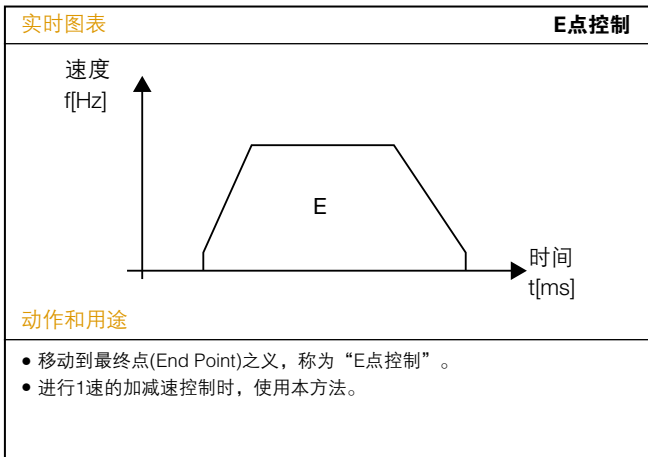 实时图表
E点控制
速度
f[Hz]
E
时间
t[ms]
动作和用途
● 移动到最终点(End Point)之义，称为“E点控制”。
● 进行1速的加减速控制时，使用本方法。